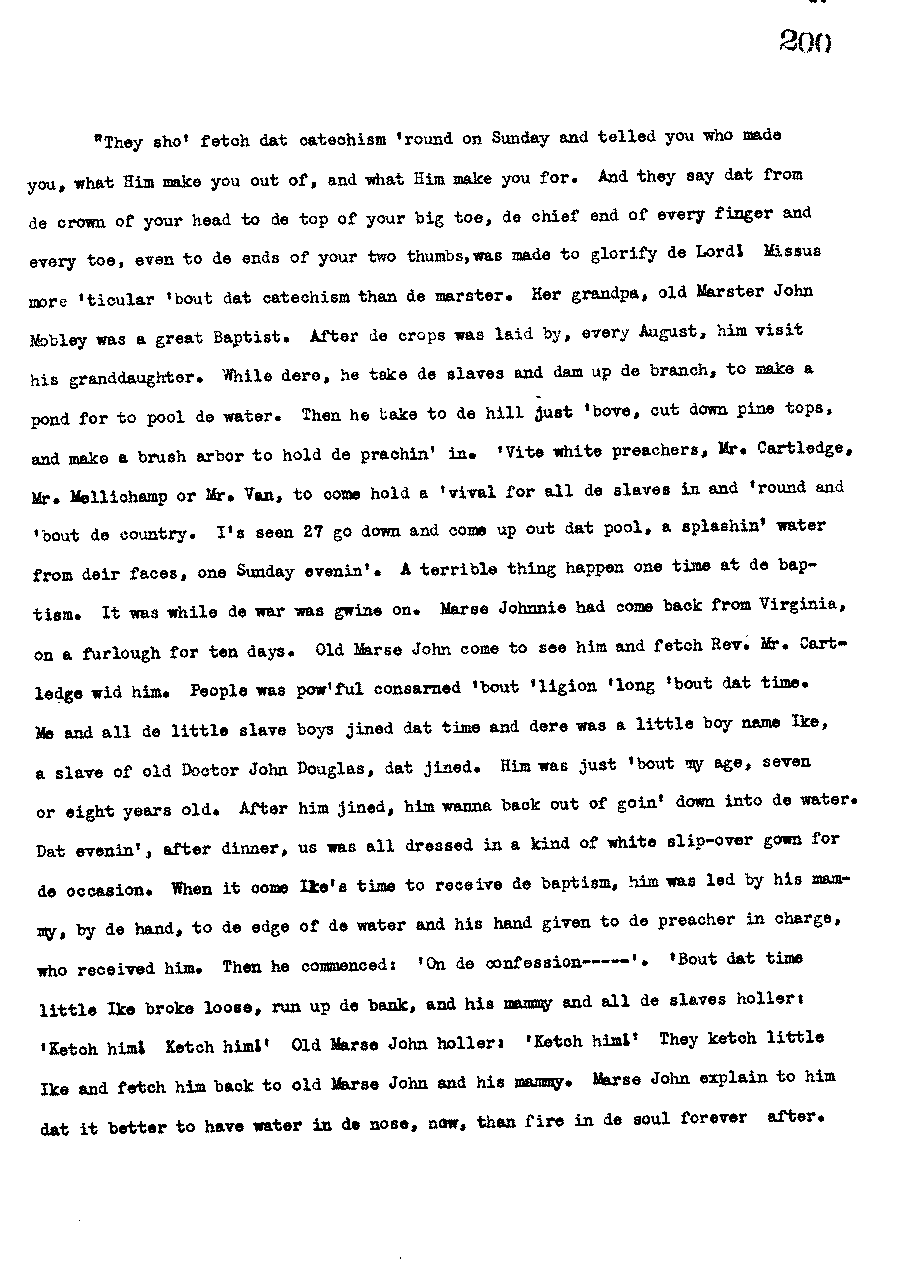 200
"They sho' fetch dat catechism 'round on Sunday and telled you who made
you, what Him make you out of, and what Him make you for. And they say dat from
de crown of your head to de top of your big toe, de chief end of every finger and
every toe, even to de ends of your two thumbs,was made to glorify de Lord! Missus
more 'ticular 'bout dat catechism than de marster. Her grandpa, old Marster John
Mobley was a great Baptist. After de crops was laid by, every August, him visit
his granddaughter. While dere, he take de slaves and dam up de branch, to make a
pond for to pool de water. Then he take to de hill just 'bove, cut down pine tops,
and make a brush arbor to hold de prachin' in. 'Vite white preachers, Mr. Cartledge,
Mr. Mellichamp or Mr. Van, to come hold a 'vival for all de slaves in and 'round and
'bout de country. I's seen 27 go down and come up out dat pool, a splashin' water
from deir faces, one Sunday evenin'. A terrible thing happen one time at de bap-
tism. It was while de war was gwine on. Marse Johnnie had come back from Virginia,
on a furlough for ten days. Old Marse John come to see him and fetch Rev. Mr. Cart-
ledge wid him. People was pow'ful consarned 'bout 'ligion 'long 'bout dat time.
Me and all de little slave boys jined dat time and dere was a little boy name Ike,
a slave of old Doctor John Douglas, dat jined. Him was just 'bout my age, seven
or eight years old. After him jined, him wanna back out of goin' down into de water.
Dat evenin', after dinner, us was all dressed in a kind of white slip-over gown for
de occasion. When it come Ike's time to receive de baptism, him was led by his mam-
my, by de hand, to de edge of de water and his hand given to de preacher in charge,
who received him. Then he commenced: 'On de confession-----'. 'Bout dat time
little Ike broke loose, run up de bank, and his mammy and all de slaves holler:
'Ketch him! Ketch him!' Old Marse John holler: 'Ketch him!' They ketch little
Ike and fetch him back to old Marse John and his mammy. Marse John explain to him
dat it better to have water in de nose, now, than fire in de soul forever after.